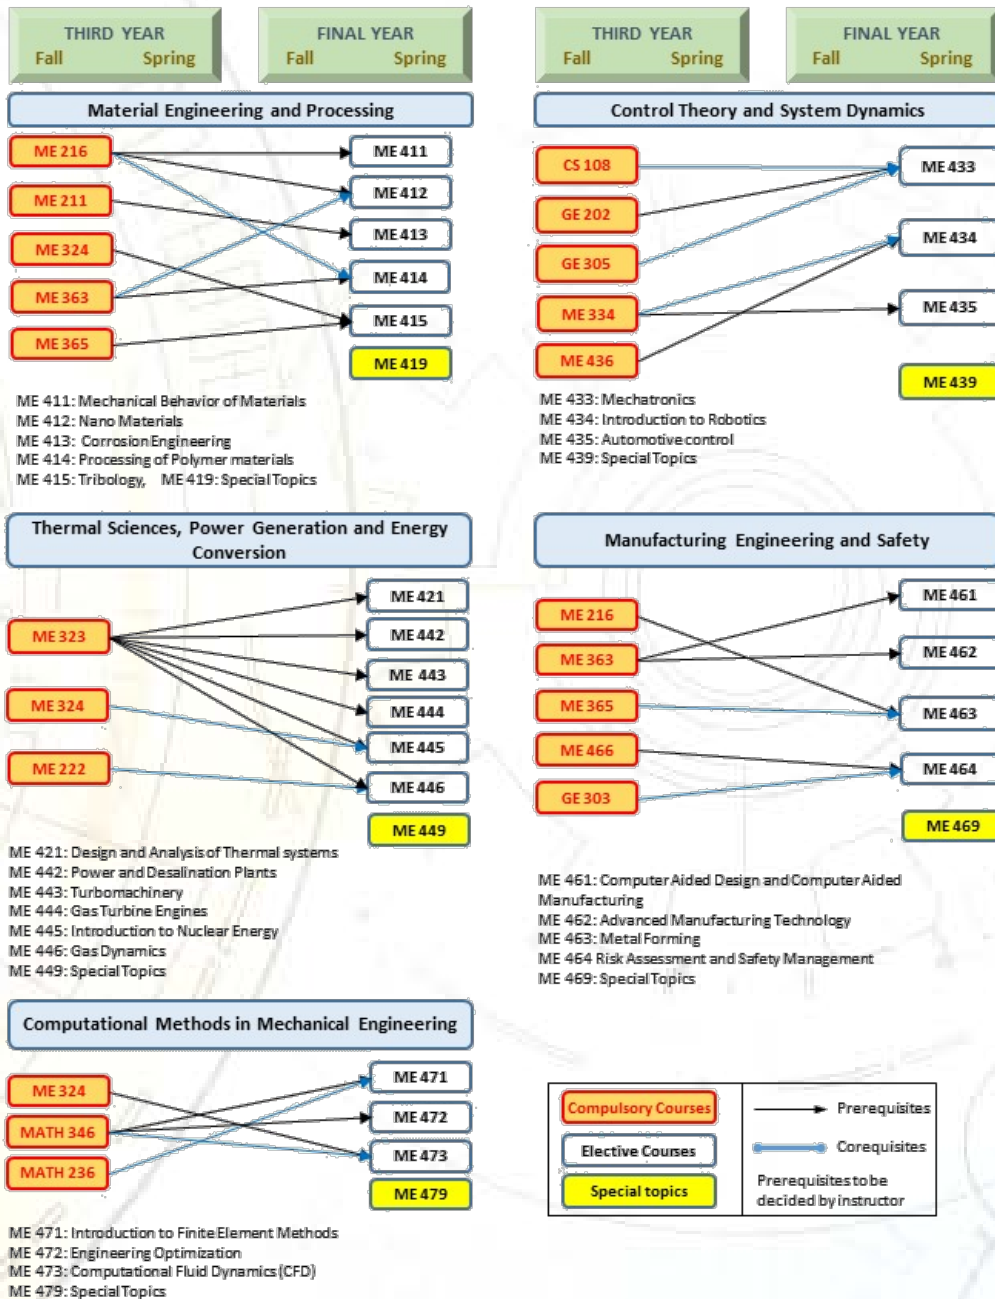 THIRD YEAR
Fall Spring
FINAL YEAR
Fall Spring
Material Engineering and Processing
ME 216
ME 211
ME 324
ME 363
ME 365
ME 411
ME 412
ME 413
ME 414
ME 415
ME 419
ME 411: Mechanical Behavior of Materials
ME 412: Nano Materials
ME 413: Corrosion Engineering
ME 414: Processing of Polymer materials
ME 415: Tribology, ME 419: Special Topics
THIRD YEAR
Fall Spring
FINAL YEAR
Fall Spring
Control Theory and System Dynamics
CS 108
GE 202
GE 305
ME 334
ME 436
ME 433
ME 434
ME 435
ME 439
ME 433: Mechatronics
ME 434: Introduction to Robotics
ME 435: Automotive control
ME 439: Special Topics
Thermal Sciences, Power Generation and Energy
Conversion
ME 323
ME 324
ME 222
ME 421
ME 442
ME 443
ME 444
ME 445
ME 446
ME 449
ME 421: Design and Analysis of Thermal systems
ME 442: Power and Desalination Plants
ME 443: Turbomachinery
ME 444: Gas Turbine Engines
ME 445: Introduction to Nuclear Energy
ME 446: Gas Dynamics
ME 449: Special Topics
Manufacturing Engineering and Safety
ME 216
ME 363
ME 365
ME 466
GE 303
ME 461
ME 462
ME 463
ME 464
ME 469
ME 461: Computer Aided Design and Computer Aided
Manufacturing
ME 462: Advanced Manufacturing Technology
ME 463: Metal Forming
ME 464 Risk Assessment and Safety Management
ME 469: Special Topics
Computational Methods in Mechanical Engineering
ME 324
MATH 346
MATH 236
ME 471
ME 472
ME 473
ME 479
ME 471: Introduction to Finite Element Methods
ME 472: Engineering Optimization
ME 473: Computational Fluid Dynamics (CFD)
ME 479: Special Topics
Compulsory Courses
Elective Courses
Special topics
Prerequisites
Corequisites
Prerequisites to be
decided by instructor